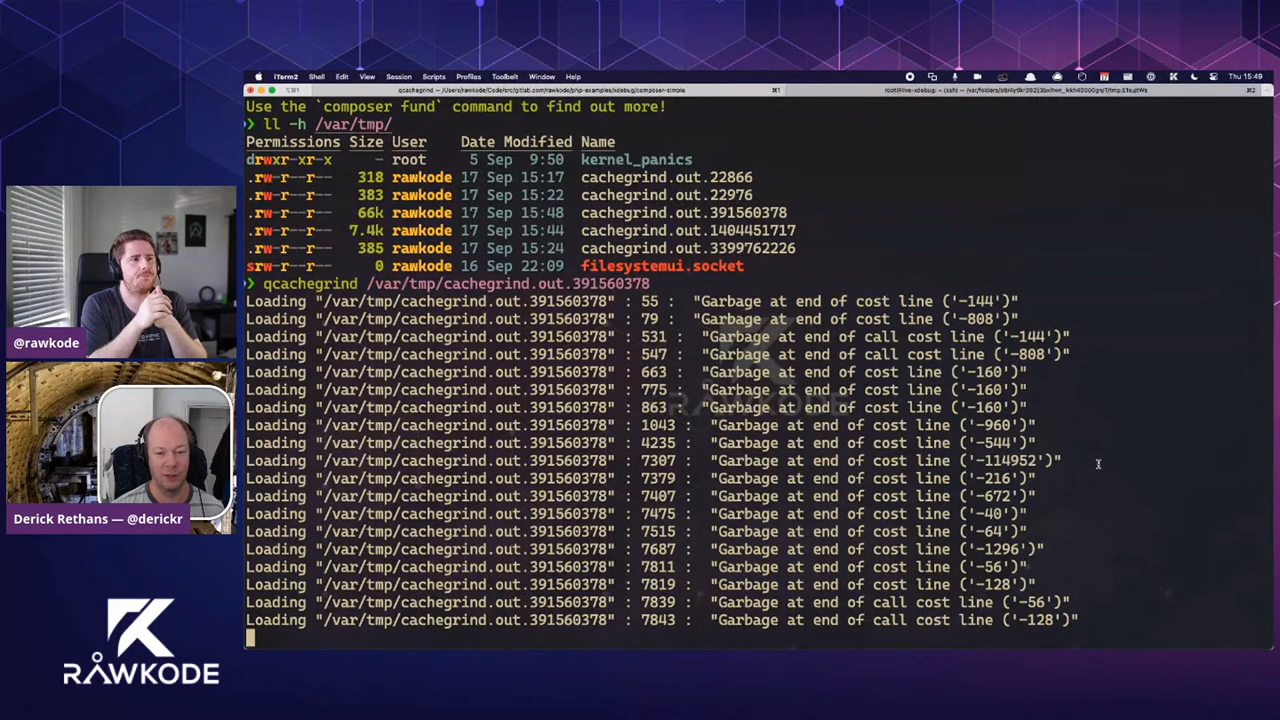 iTerm2 Shell Edit View Session Scripts Profiles Toolbelt Window Help Thu 15:49
Use the `composer fund` command to find out more!
❯ ll -h /var/tmp/
Permissions Size User Date Modified Name
drwxr-xr-x - root 5 Sep 9:50 kernel_panics
.rw-r--r-- 318 rawkode 17 Sep 15:17 cachegrind.out.22866
.rw-r--r-- 383 rawkode 17 Sep 15:22 cachegrind.out.22976
.rw-r--r-- 66k rawkode 17 Sep 15:48 cachegrind.out.391560378
.rw-r--r-- 7.4k rawkode 17 Sep 15:44 cachegrind.out.1404451717
.rw-r--r-- 385 rawkode 17 Sep 15:24 cachegrind.out.3399762226
srw-r--r-- 0 rawkode 16 Sep 22:09 filesystemui.socket
❯ qcachegrind /var/tmp/cachegrind.out.391560378
Loading "/var/tmp/cachegrind.out.391560378" : 55 : "Garbage at end of cost line ('-144')"
Loading "/var/tmp/cachegrind.out.391560378" : 79 : "Garbage at end of cost line ('-808')"
Loading "/var/tmp/cachegrind.out.391560378" : 531 : "Garbage at end of call cost line ('-144')"
Loading "/var/tmp/cachegrind.out.391560378" : 547 : "Garbage at end of call cost line ('-808')"
Loading "/var/tmp/cachegrind.out.391560378" : 663 : "Garbage at end of cost line ('-160')"
Loading "/var/tmp/cachegrind.out.391560378" : 775 : "Garbage at end of cost line ('-160')"
Loading "/var/tmp/cachegrind.out.391560378" : 863 : "Garbage at end of cost line ('-160')"
Loading "/var/tmp/cachegrind.out.391560378" : 1043 : "Garbage at end of cost line ('-960')"
Loading "/var/tmp/cachegrind.out.391560378" : 4235 : "Garbage at end of cost line ('-544')"
Loading "/var/tmp/cachegrind.out.391560378" : 7307 : "Garbage at end of cost line ('-114952')"
Loading "/var/tmp/cachegrind.out.391560378" : 7379 : "Garbage at end of cost line ('-216')"
Loading "/var/tmp/cachegrind.out.391560378" : 7407 : "Garbage at end of cost line ('-672')"
Loading "/var/tmp/cachegrind.out.391560378" : 7475 : "Garbage at end of cost line ('-40')"
Loading "/var/tmp/cachegrind.out.391560378" : 7515 : "Garbage at end of cost line ('-64')"
Loading "/var/tmp/cachegrind.out.391560378" : 7687 : "Garbage at end of cost line ('-1296')"
Loading "/var/tmp/cachegrind.out.391560378" : 7811 : "Garbage at end of cost line ('-56')"
Loading "/var/tmp/cachegrind.out.391560378" : 7819 : "Garbage at end of cost line ('-128')"
Loading "/var/tmp/cachegrind.out.391560378" : 7839 : "Garbage at end of call cost line ('-56')"
Loading "/var/tmp/cachegrind.out.391560378" : 7843 : "Garbage at end of call cost line ('-128')"
RAWKODE
@rawkode
Derick Rethans — @derickr
RÅWKODE